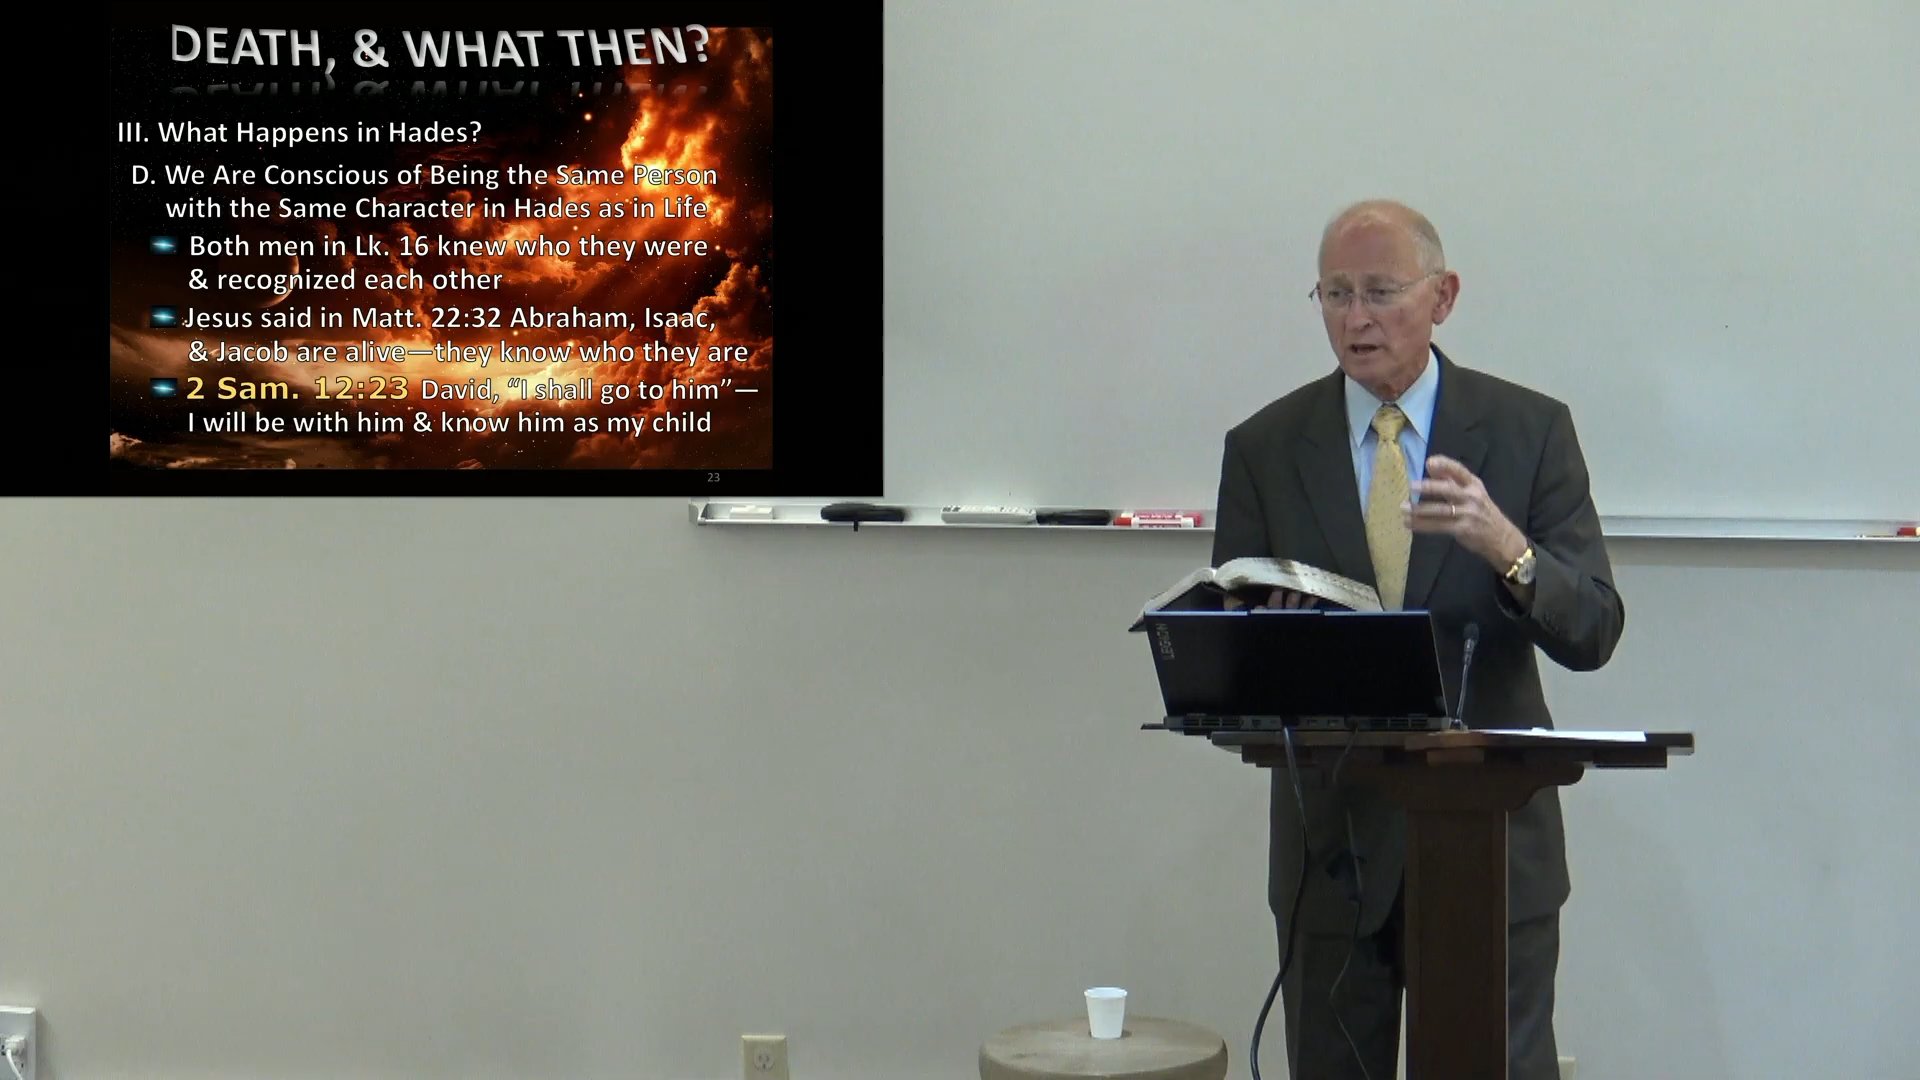 DEATH, & WHAT THEN?
III. What Happens in Hades?
D. We Are Conscious of Being the Same Person
with the Same Character in Hades as in Life
Both men in Lk. 16 knew who they were
& recognized each other
Jesus said in Matt. 22:32 Abraham, Isaac,
& Jacob are alive—they know who they are
2 Sam. 12:23 David, “I shall go to him”—
I will be with him & know him as my child
23
LEGION